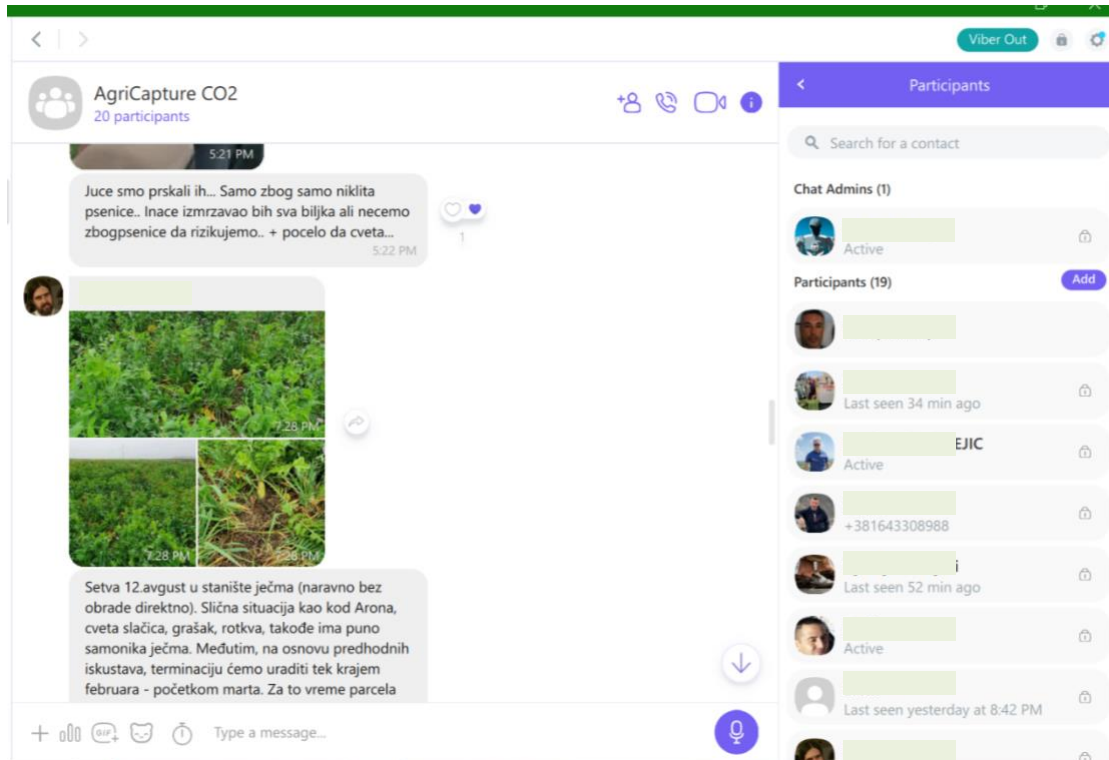 Viber Out
AgriCapture CO2
20 participants
5:21 PM
Juce smo prskali ih... Samo zbog samo niklita
psenice.. Inace izmrzavao bih sva biljka ali necemo
zbogpsenice da rizikujemo.. + pocelo da cveta...
5:22 PM
1
7:28 PM
7:28 PM
7:28 PM
Setva 12.avgust u stanište ječma (naravno bez
obrade direktno). Slična situacija kao kod Arona,
cveta slačica, grašak, rotkva, takođe ima puno
samonika ječma. Međutim, na osnovu predhodnih
iskustava, terminaciju ćemo uraditi tek krajem
februara - početkom marta. Za to vreme parcela
GIF
Type a message...
Participants
Search for a contact
Chat Admins (1)
Active
Participants (19)
Add
Last seen 34 min ago
EJIC
Active
+381643308988
i
Last seen 52 min ago
Active
Last seen yesterday at 8:42 PM